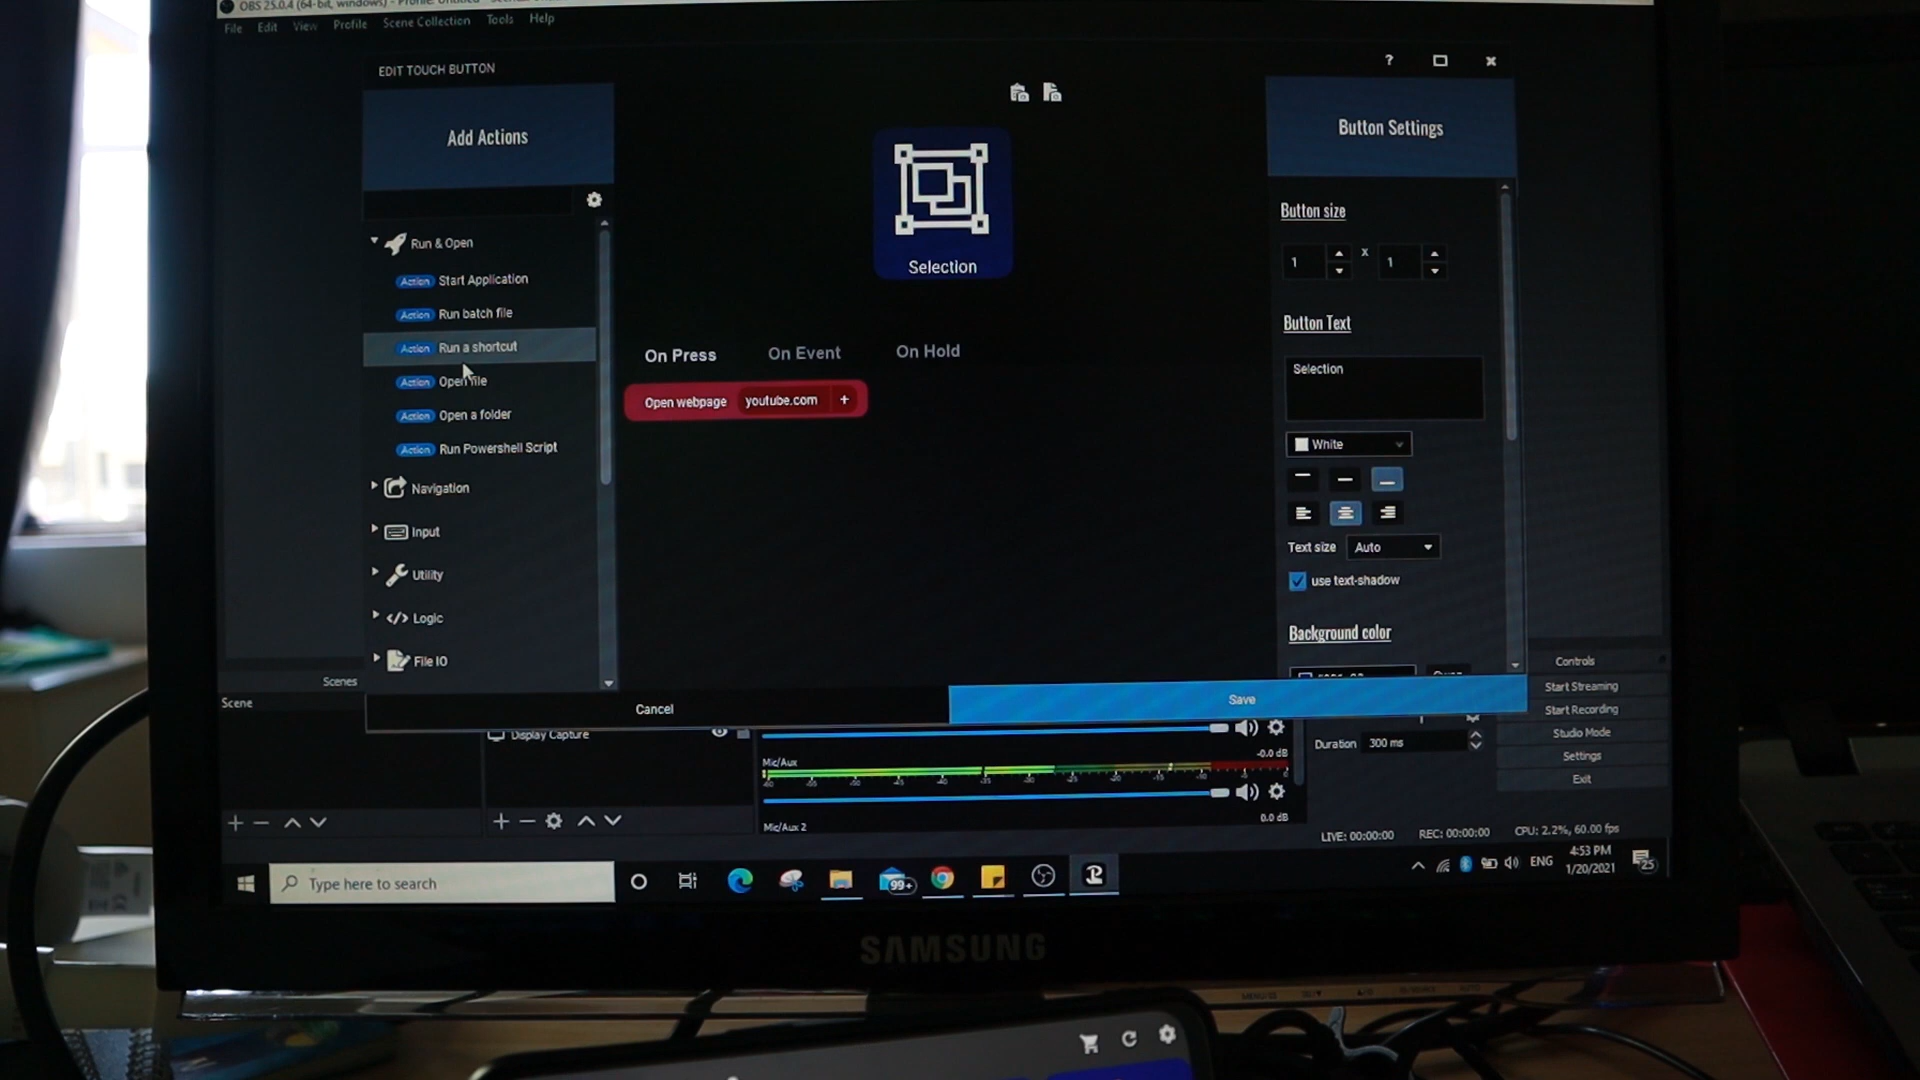 OBS 25.0.4 (64-bit, windows) - Profile: Untitled
File Edit View Profile Scene Collection Tools Help
EDIT TOUCH BUTTON
?
Add Actions
Run & Open
Action Start Application
Action Run batch file
Action Run a shortcut
Action Open file
Action Open a folder
Action Run Powershell Script
Navigation
Input
Utility
Logic
File IO
Selection
On Press On Event On Hold
Open webpage youtube.com +
Button Settings
Button size
1 x 1
Button Text
Selection
White
Text size Auto
use text-shadow
Background color
Cancel
Save
Scenes
Scene
Display Capture
-0.0 dB
Mic/Aux
0.0 dB
Mic/Aux 2
Duration 300 ms
Controls
Start Streaming
Start Recording
Studio Mode
Settings
Exit
LIVE: 00:00:00 REC: 00:00:00 CPU: 2.2%, 60.00 fps
Type here to search
99+
ENG
4:53 PM
1/20/2021
25
SAMSUNG